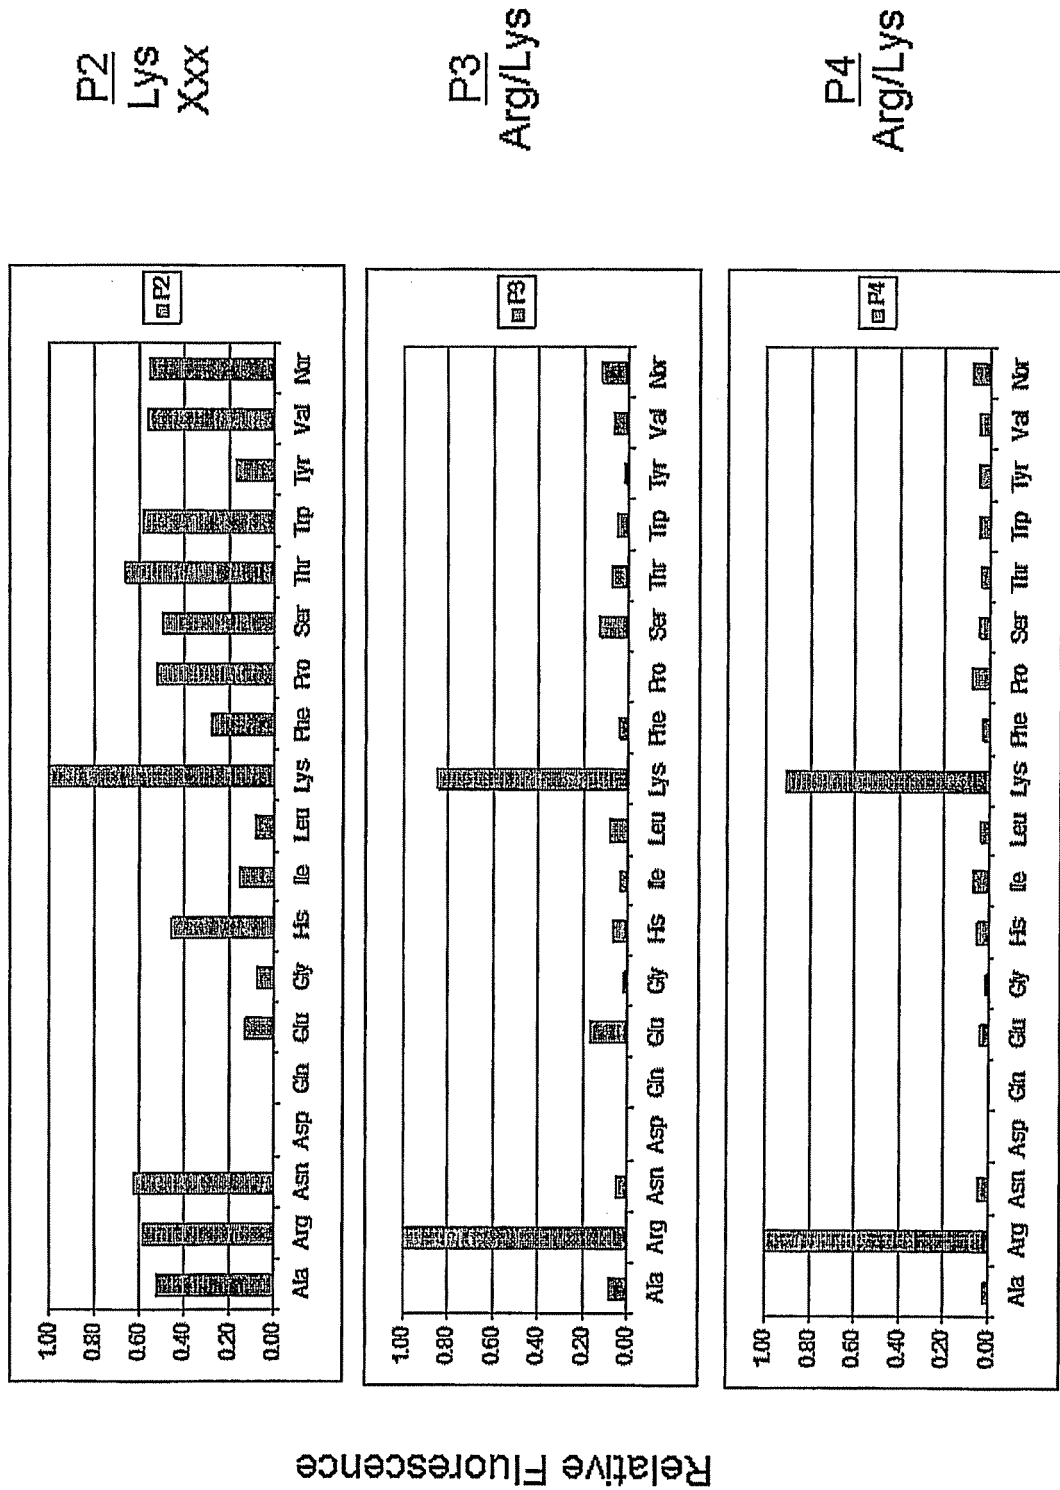 Relative Fluorescence
1.00
0.80
0.60
0.40
0.20
0.00
Ala Arg Asn Asp Gln Glu Gly His Ile Leu Lys Phe Pro Ser Thr Trp Tyr Val Nor
P2
P2
Lys
Xxx
1.00
0.80
0.60
0.40
0.20
0.00
Ala Arg Asn Asp Gln Glu Gly His Ile Leu Lys Phe Pro Ser Thr Trp Tyr Val Nor
P3
P3
Arg/Lys
1.00
0.80
0.60
0.40
0.20
0.00
Ala Arg Asn Asp Gln Glu Gly His Ile Leu Lys Phe Pro Ser Thr Trp Tyr Val Nor
P4
P4
Arg/Lys